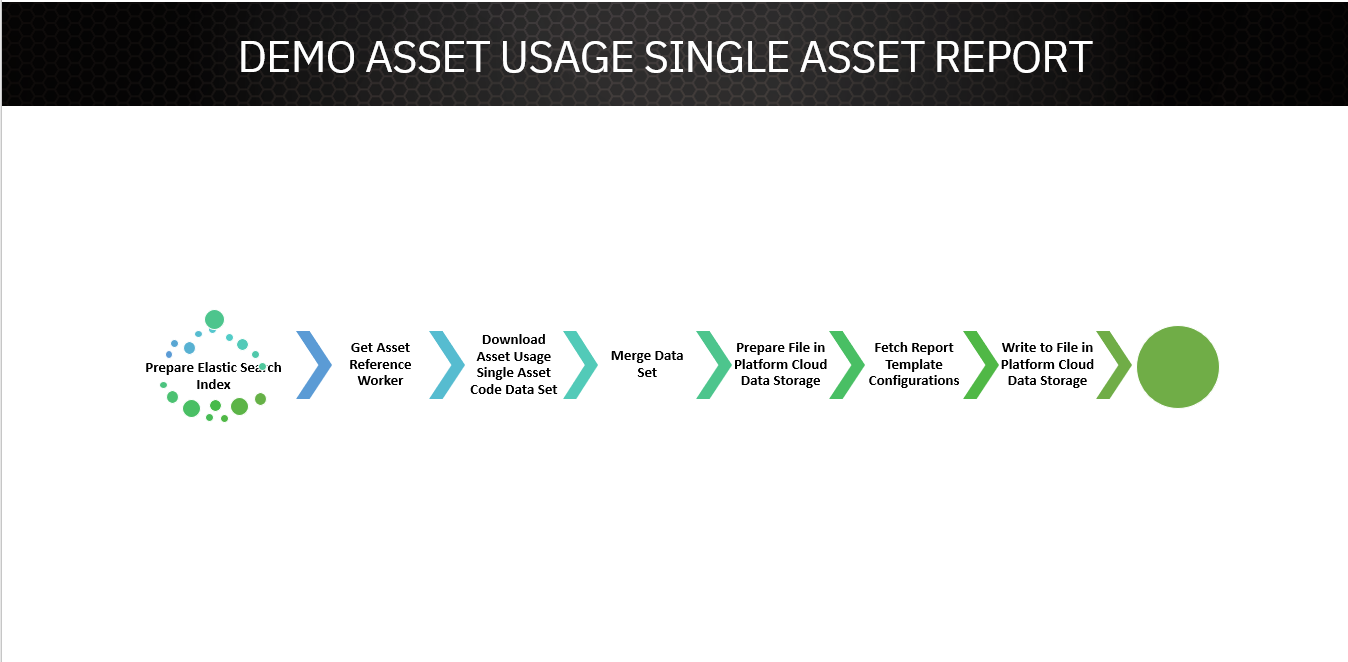 DEMO ASSET USAGE SINGLE ASSET REPORT
Prepare Elastic Search
Index
Get Asset
Reference
Worker
Download
Asset Usage
Single Asset
Code Data Set
Merge Data
Set
Prepare File in
Platform Cloud
Data Storage
Fetch Report
Template
Configurations
Write to File in
Platform Cloud
Data Storage